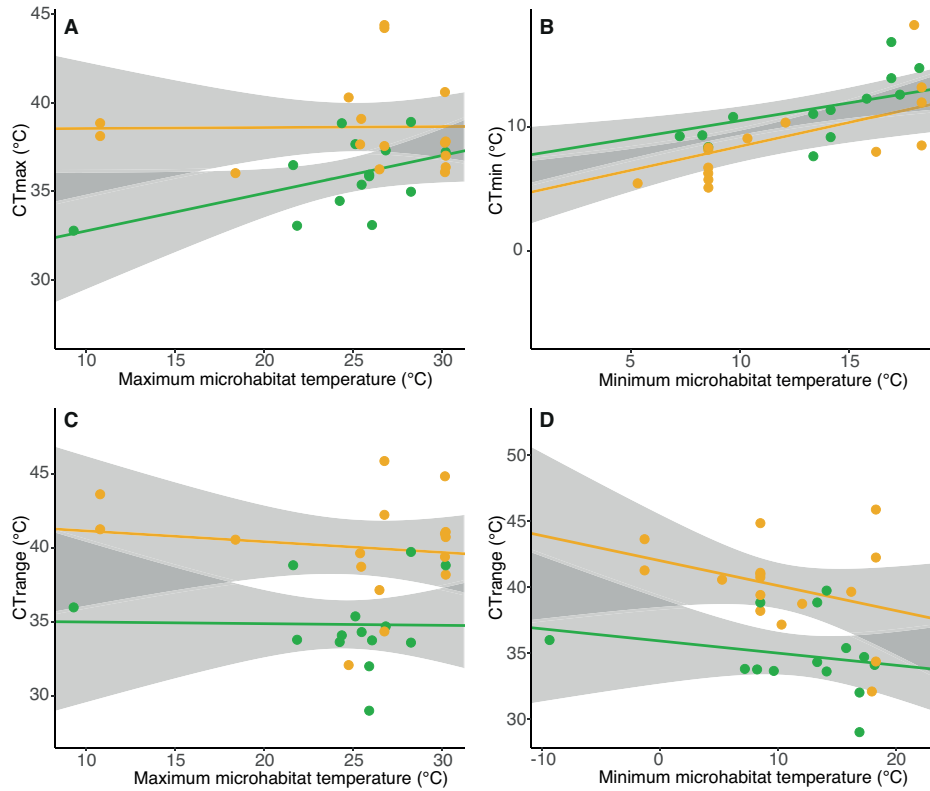 A
45
40
35
30
CTmax (°C)
10 15 20 25 30
Maximum microhabitat temperature (°C)
B
10
0
CTmin (°C)
5 10 15
Minimum microhabitat temperature (°C)
C
45
40
35
30
CTrange (°C)
10 15 20 25 30
Maximum microhabitat temperature (°C)
D
50
45
40
35
30
CTrange (°C)
-10 0 10 20
Minimum microhabitat temperature (°C)